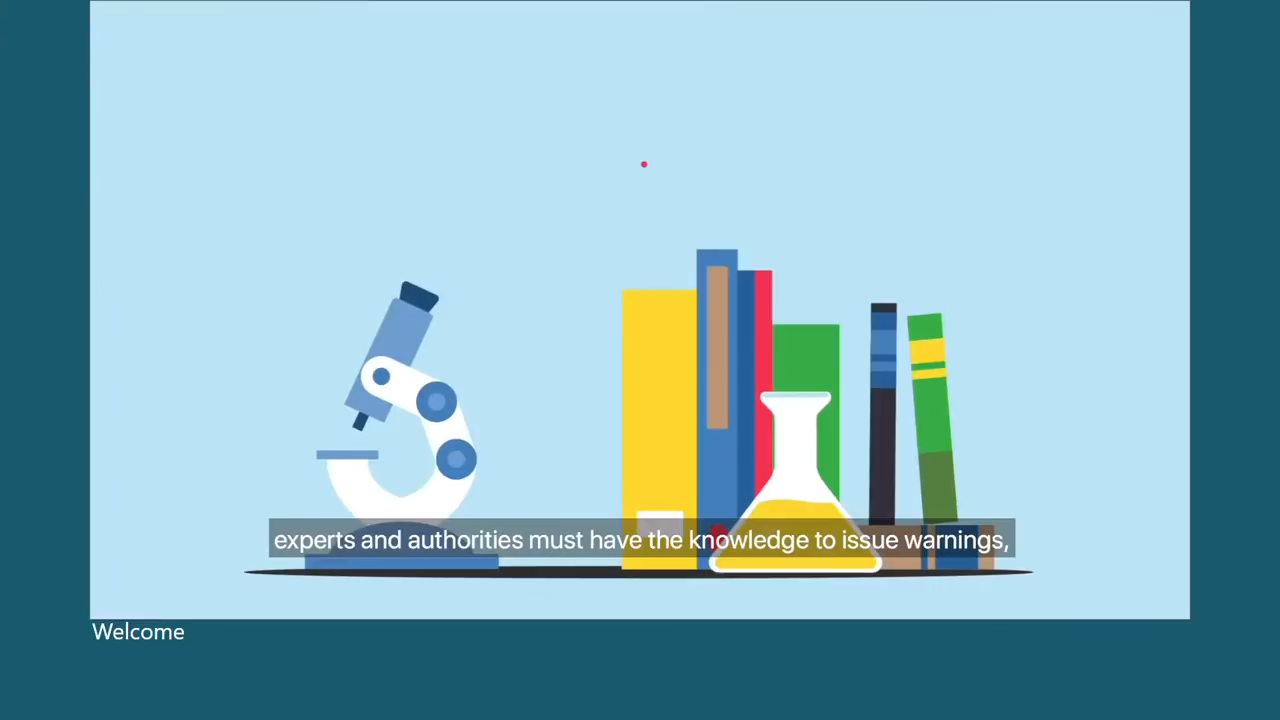 experts and authorities must have the knowledge to issue warnings,
Welcome